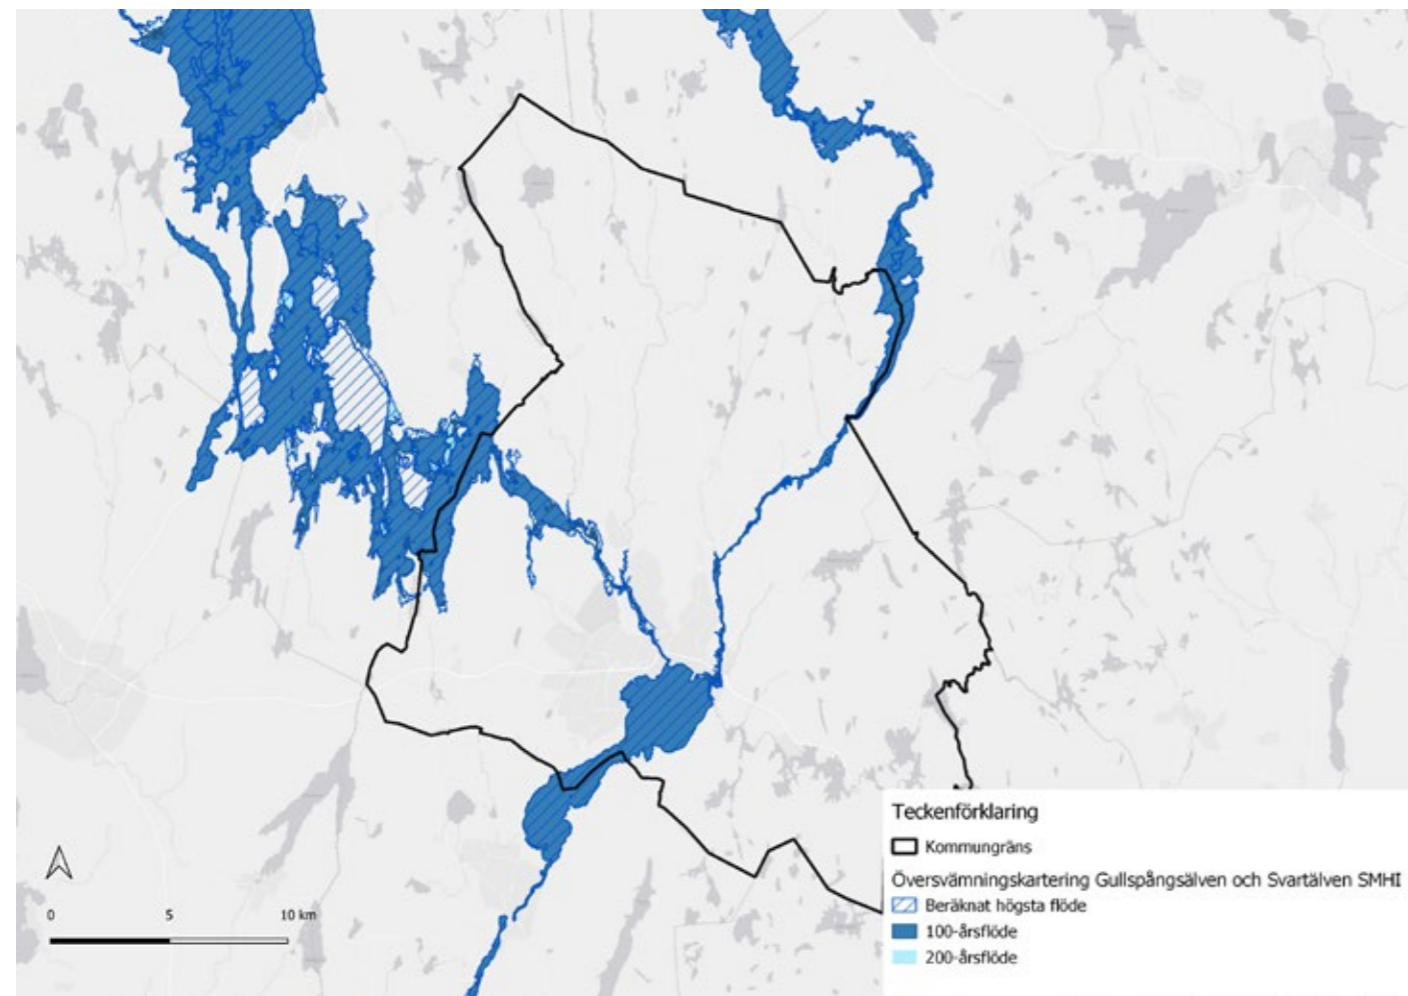 0 5 10 km
Teckenförklaring
Kommungräns
Översvämningskartering Gullspångsälven och Svartälven SMHI
Beräknat högsta flöde
100-årsflöde
200-årsflöde